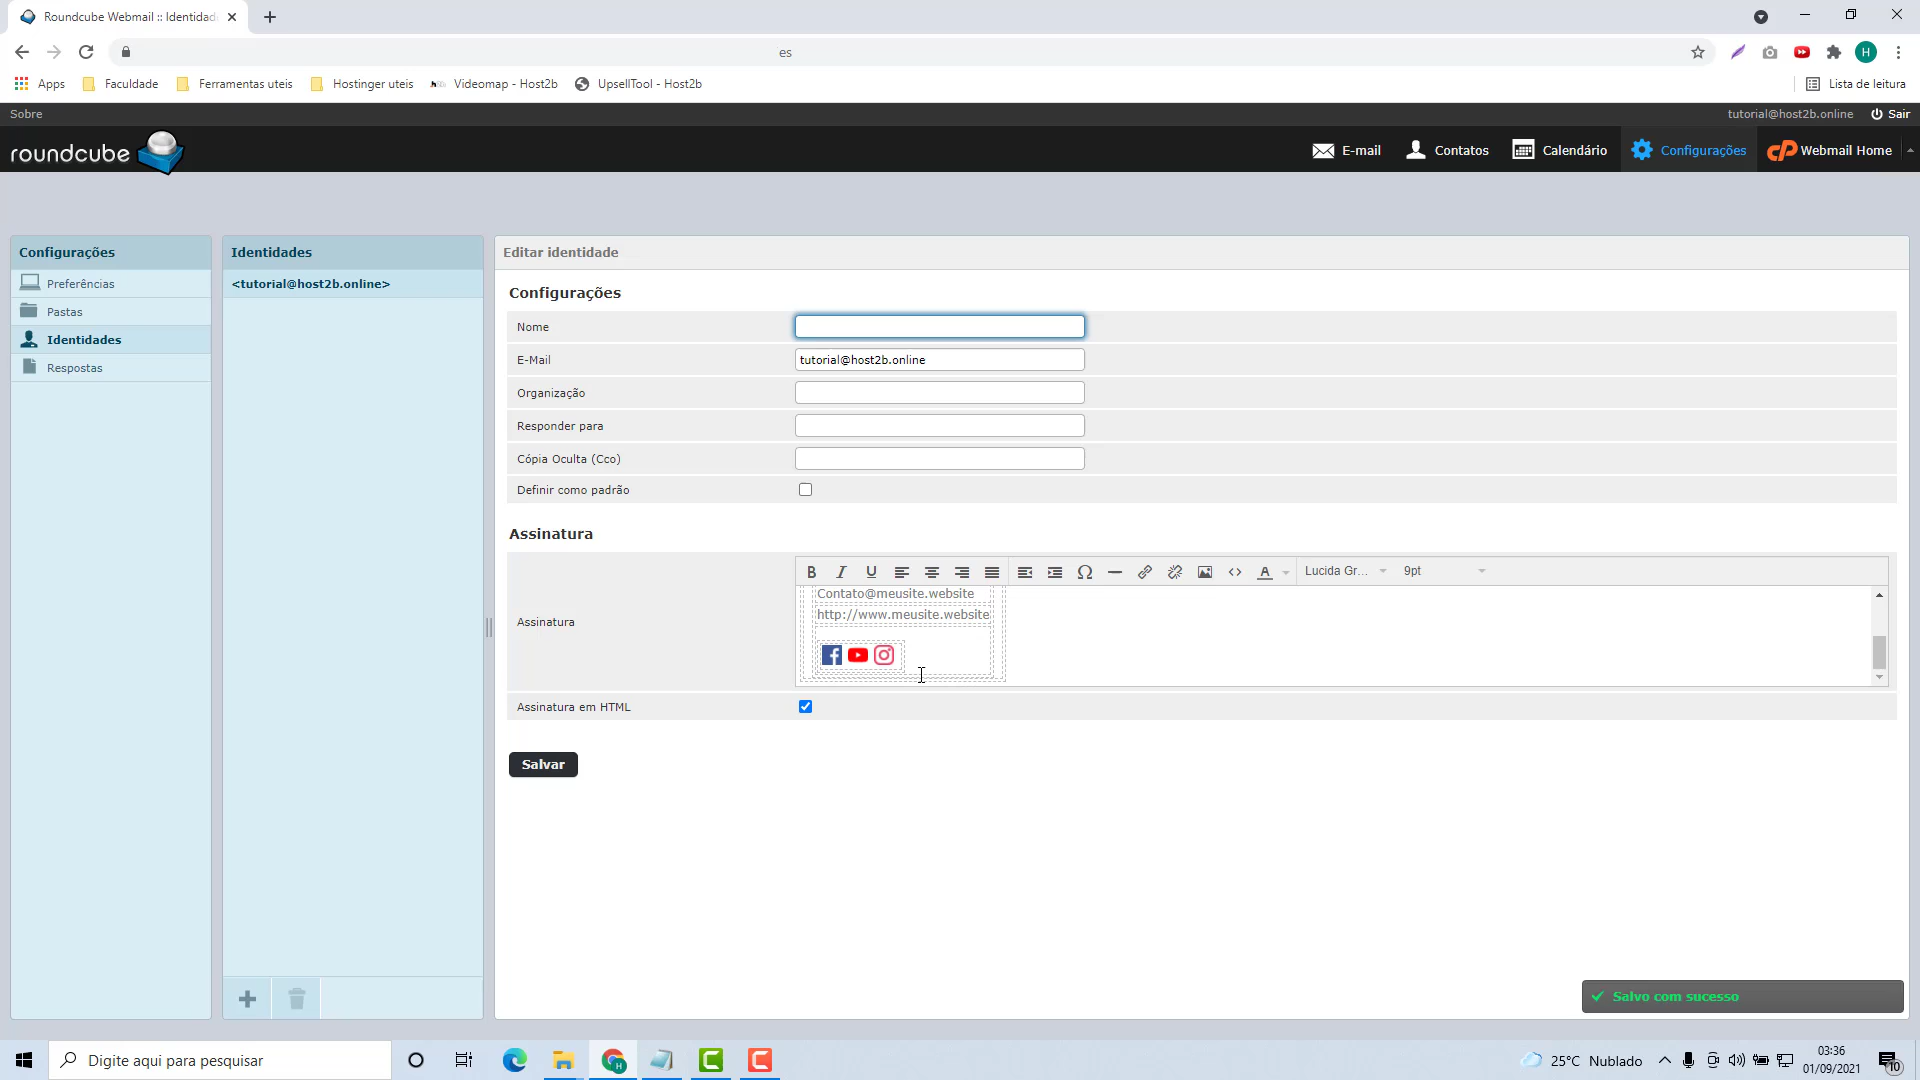 Roundcube Webmail :: Identidad
es
Apps
Faculdade
Ferramentas uteis
Hostinger uteis
Videomap - Host2b
UpsellTool - Host2b
Lista de leitura
H
Sobre
tutorial@host2b.online
Sair
roundcube
E-mail
Contatos
Calendário
Configurações
cP Webmail Home
Configurações
Preferências
Pastas
Identidades
Respostas
Identidades
<tutorial@host2b.online>
Editar identidade
Configurações
Nome
E-Mail
tutorial@host2b.online
Organização
Responder para
Cópia Oculta (Cco)
Definir como padrão
Assinatura
Assinatura
B I U
A
Lucida Gr...
9pt
Contato@meusite.website
http://www.meusite.website
Assinatura em HTML
Salvar
Salvo com sucesso
Digite aqui para pesquisar
25°C Nublado
03:36
01/09/2021
10